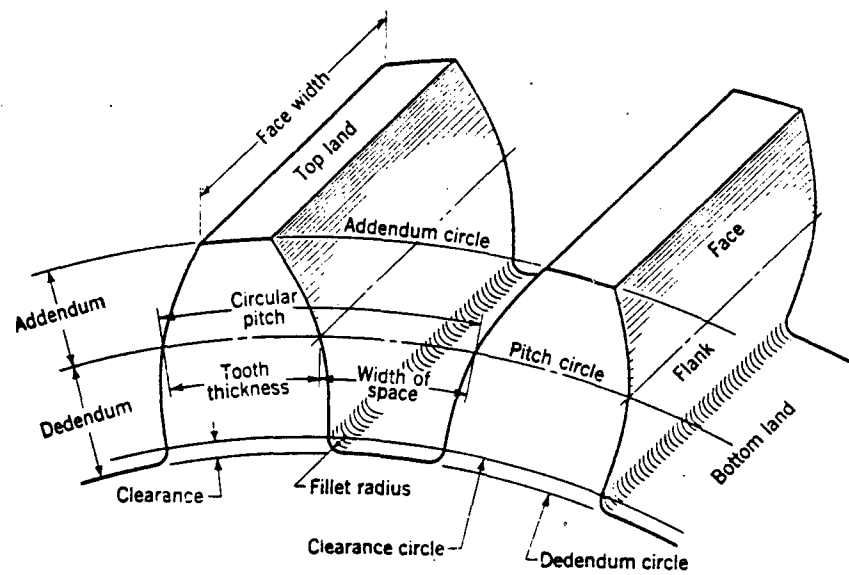 Face width
Top land
Addendum circle
Face
Addendum
Circular
pitch
Pitch circle
Flank
Tooth
thickness
Width of
space
Dedendum
Bottom land
Clearance
Fillet radius
Clearance circle
Dedendum circle